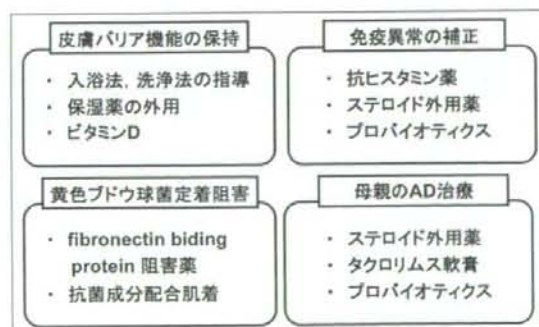 皮膚バリア機能の保持
・ 入浴法, 洗浄法の指導
・ 保湿薬の外用
・ ビタミンD
免疫異常の補正
・ 抗ヒスタミン薬
・ ステロイド外用薬
・ プロバイオティクス
黄色ブドウ球菌定着阻害
・ fibronectin biding
protein 阻害薬
・ 抗菌成分配合肌着
母親のAD治療
・ ステロイド外用薬
・ タクロリムス軟膏
・ プロバイオティクス